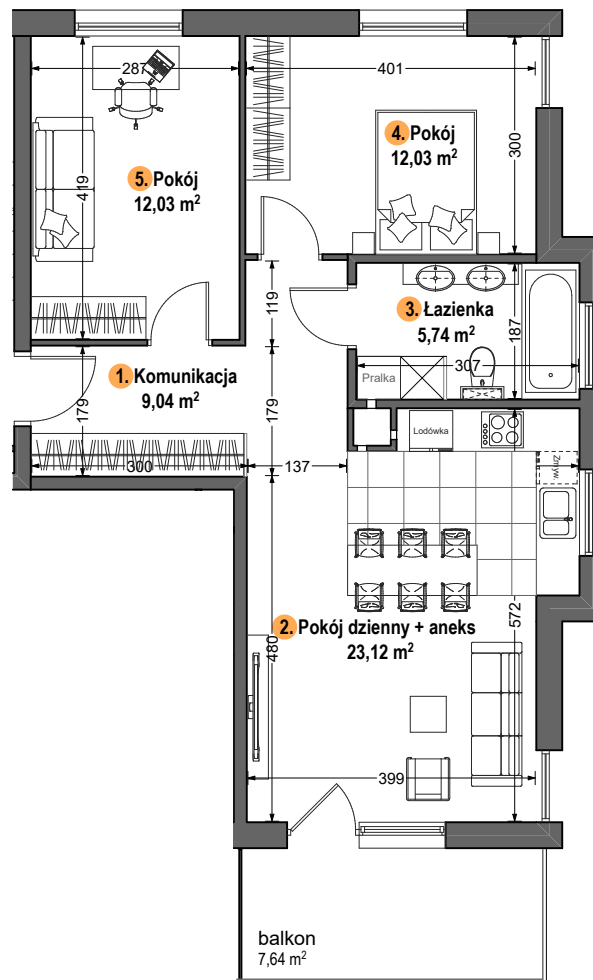 287
401
4. Pokój
12,03 m²
300
5. Pokój
12,03 m²
419
119
3. Łazienka
5,74 m²
187
307
Pralka
1. Komunikacja
9,04 m²
179
179
Lodówka
Zmyw.
300
137
2. Pokój dzienny + aneks
23,12 m²
480
572
399
balkon
7,64 m²